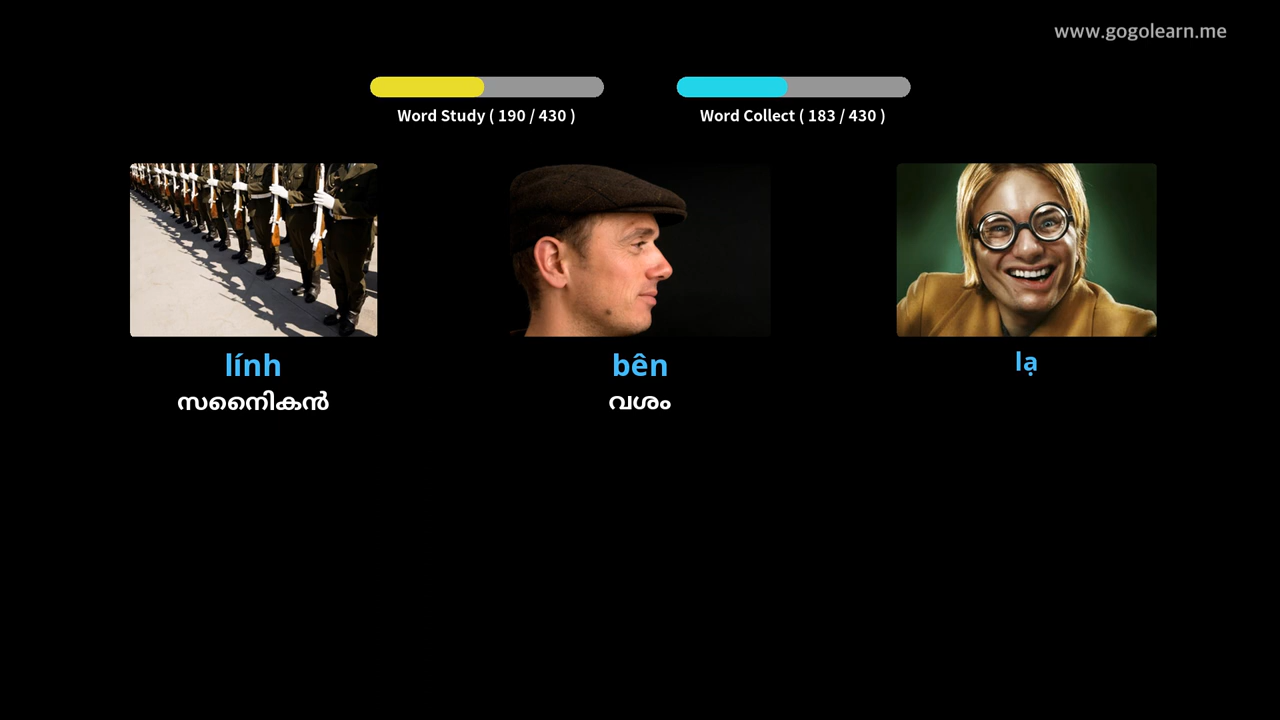 www.gogolearn.me
Word Study ( 190 / 430 )
Word Collect ( 183 / 430 )
lính
bên
lạ
സൈനികൻ
വശം